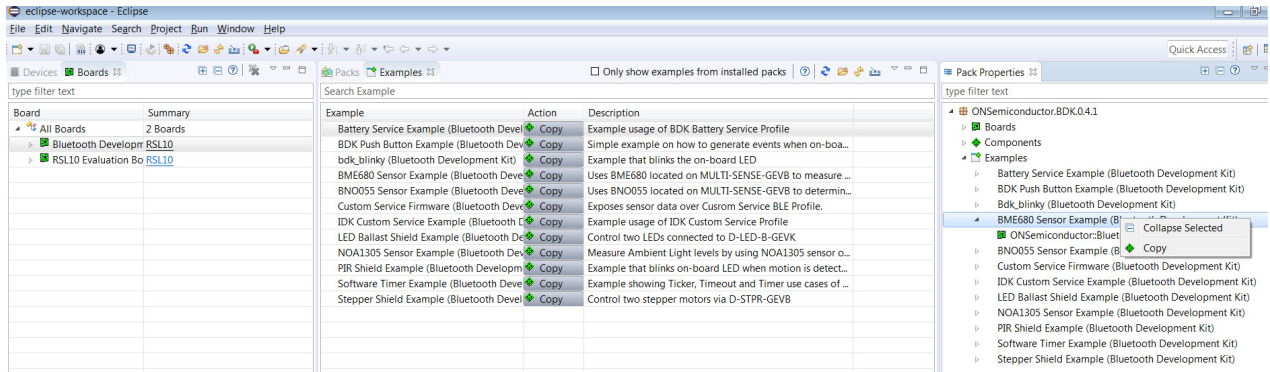 eclipse-workspace - Eclipse
File Edit Navigate Search Project Run Window Help
Quick Access
Devices Boards
type filter text
Board Summary
All Boards 2 Boards
Bluetooth Developm RSL10
RSL10 Evaluation Bo RSL10
Packs Examples Only show examples from installed packs
Search Example
Example Action Description
Battery Service Example (Bluetooth Devel Copy Example usage of BDK Battery Service Profile
BDK Push Button Example (Bluetooth Dev Copy Simple example on how to generate events when on-boa...
bdk_blinky (Bluetooth Development Kit) Copy Example that blinks the on-board LED
BME680 Sensor Example (Bluetooth Deve Copy Uses BME680 located on MULTI-SENSE-GEVB to measure ...
BNO055 Sensor Example (Bluetooth Deve Copy Uses BNO055 located on MULTI-SENSE-GEVB to determin...
Custom Service Firmware (Bluetooth Deve Copy Exposes sensor data over Cusrom Service BLE Profile.
IDK Custom Service Example (Bluetooth D Copy Example usage of IDK Custom Service Profile
LED Ballast Shield Example (Bluetooth De Copy Control two LEDs connected to D-LED-B-GEVK
NOA1305 Sensor Example (Bluetooth Dev Copy Measure Ambient Light levels by using NOA1305 sensor o...
PIR Shield Example (Bluetooth Developm Copy Example that blinks on-board LED when motion is detect...
Software Timer Example (Bluetooth Deve Copy Example showing Ticker, Timeout and Timer use cases of ...
Stepper Shield Example (Bluetooth Devel Copy Control two stepper motors via D-STPR-GEVB
Pack Properties
type filter text
ONSemiconductor.BDK.0.4.1
Boards
Components
Examples
Battery Service Example (Bluetooth Development Kit)
BDK Push Button Example (Bluetooth Development Kit)
Bdk_blinky (Bluetooth Development Kit)
BME680 Sensor Example (Bluetooth Development Kit)
ONSemiconductor::Bluet
Collapse Selected
BNO055 Sensor Example (B
Copy
Custom Service Firmware (Bluetooth Development Kit)
IDK Custom Service Example (Bluetooth Development Kit)
LED Ballast Shield Example (Bluetooth Development Kit)
NOA1305 Sensor Example (Bluetooth Development Kit)
PIR Shield Example (Bluetooth Development Kit)
Software Timer Example (Bluetooth Development Kit)
Stepper Shield Example (Bluetooth Development Kit)